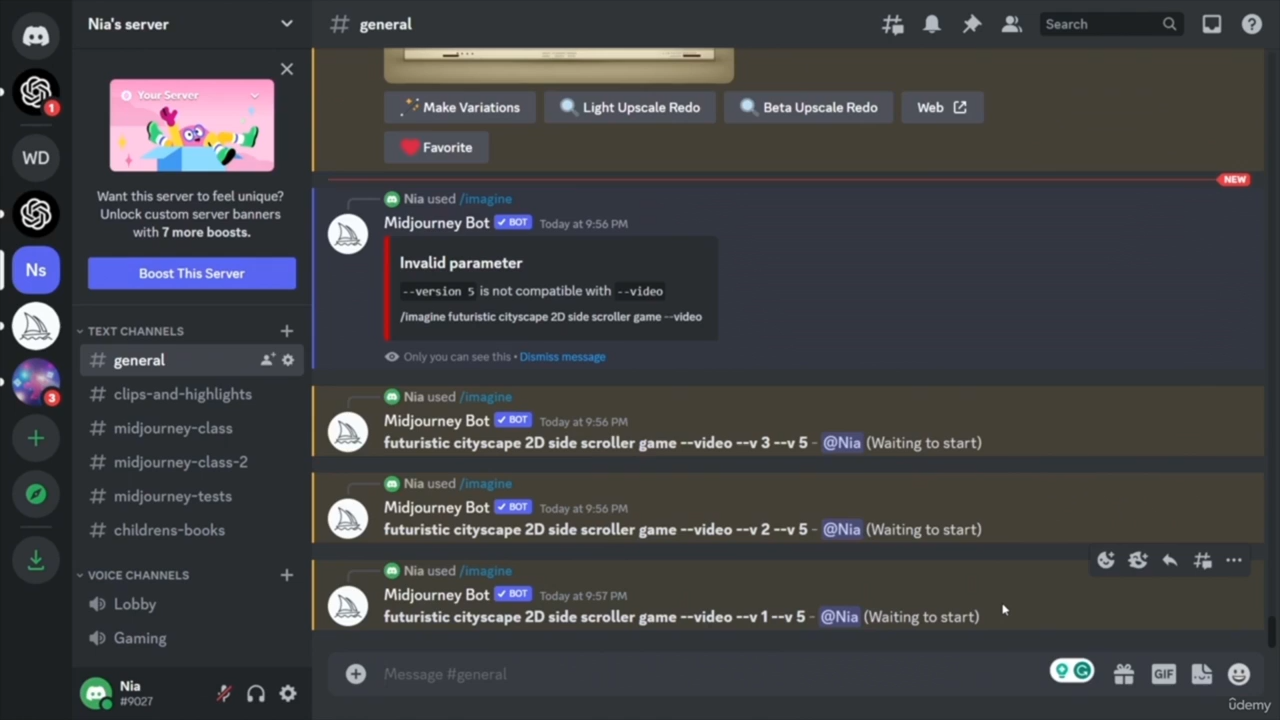 Nia's server
general
Search
Make Variations
Light Upscale Redo
Beta Upscale Redo
Web
Favorite
NEW
1
WD
Ns
3
Your Server
Want this server to feel unique?
Unlock custom server banners
with 7 more boosts.
Boost This Server
TEXT CHANNELS
general
clips-and-highlights
midjourney-class
midjourney-class-2
midjourney-tests
childrens-books
VOICE CHANNELS
Lobby
Gaming
Nia
#9027
Nia used /imagine
Midjourney Bot BOT Today at 9:56 PM
Invalid parameter
--version 5 is not compatible with --video
/imagine futuristic cityscape 2D side scroller game --video
Only you can see this • Dismiss message
Nia used /imagine
Midjourney Bot BOT Today at 9:56 PM
futuristic cityscape 2D side scroller game --video --v 3 --v 5 - @Nia (Waiting to start)
Nia used /imagine
Midjourney Bot BOT Today at 9:56 PM
futuristic cityscape 2D side scroller game --video --v 2 --v 5 - @Nia (Waiting to start)
Nia used /imagine
Midjourney Bot BOT Today at 9:57 PM
futuristic cityscape 2D side scroller game --video --v 1 --v 5 - @Nia (Waiting to start)
Message #general
GIF
ûdemy